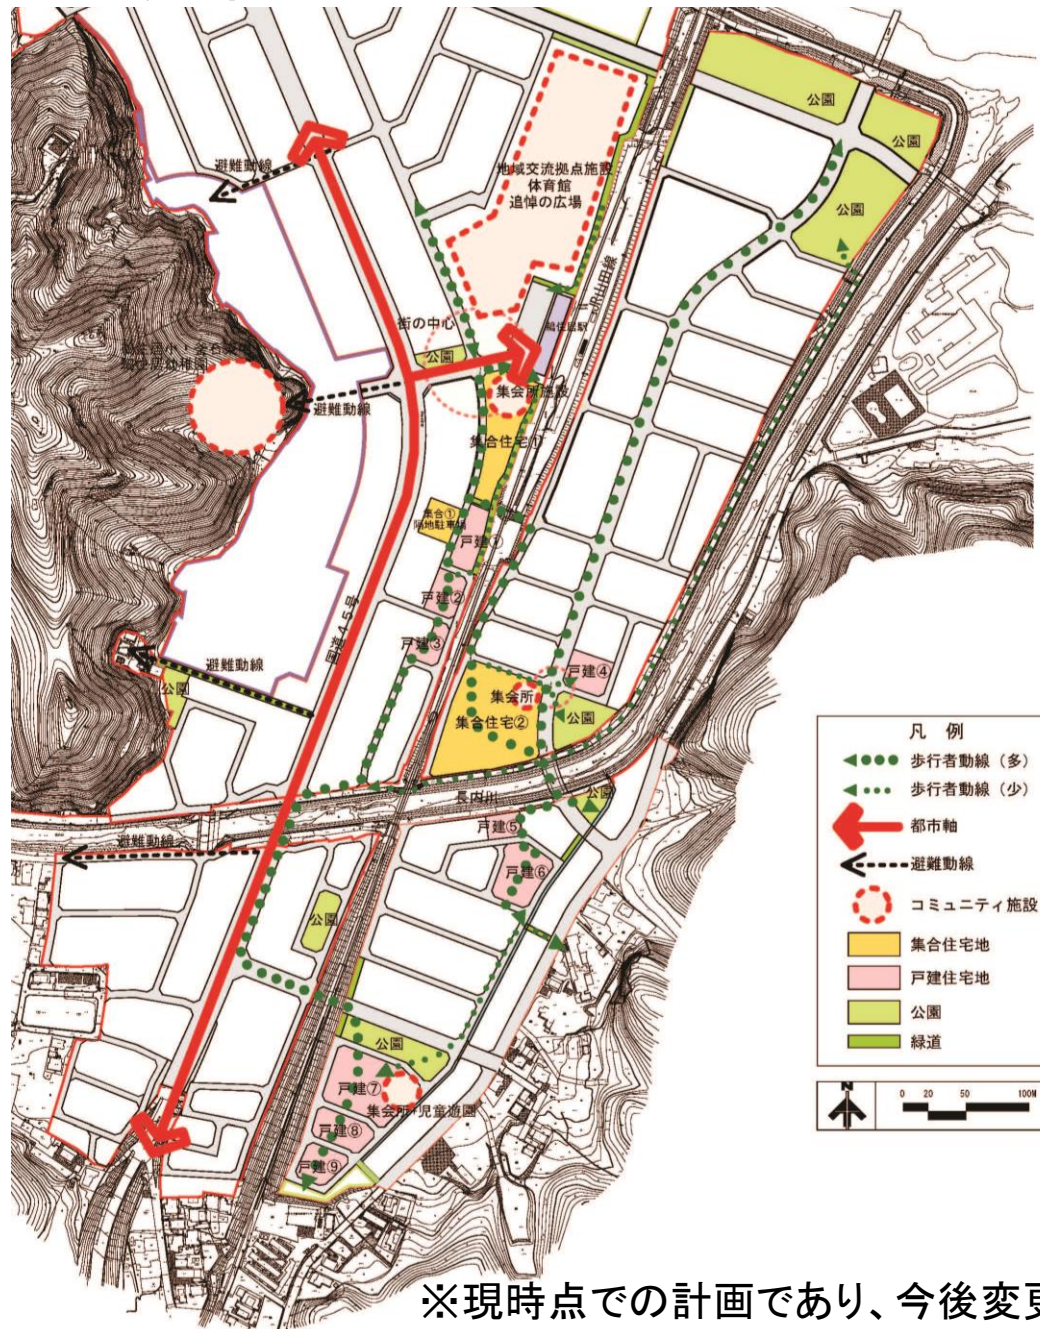 公園
公園
避難動線
地域交流拠点施設
体育館
追悼の広場
公園
JR山田線
街の中心
公園
集会所施設
避難動線
集合住宅①
集合①
隔地駐車場
戸建①
戸建②
国道45号
戸建③
避難動線
戸建④
公園
集会所
集合住宅②
公園
凡 例
歩行者動線（多）
歩行者動線（少）
都市軸
避難動線
コミュニティ施設
集合住宅地
戸建住宅地
公園
緑道
長内川
公園
戸建⑤
避難動線
戸建⑥
公園
公園
戸建⑦
集会所+児童遊園
戸建⑧
戸建⑨
N
0 20 50 100M
※現時点での計画であり、今後変更